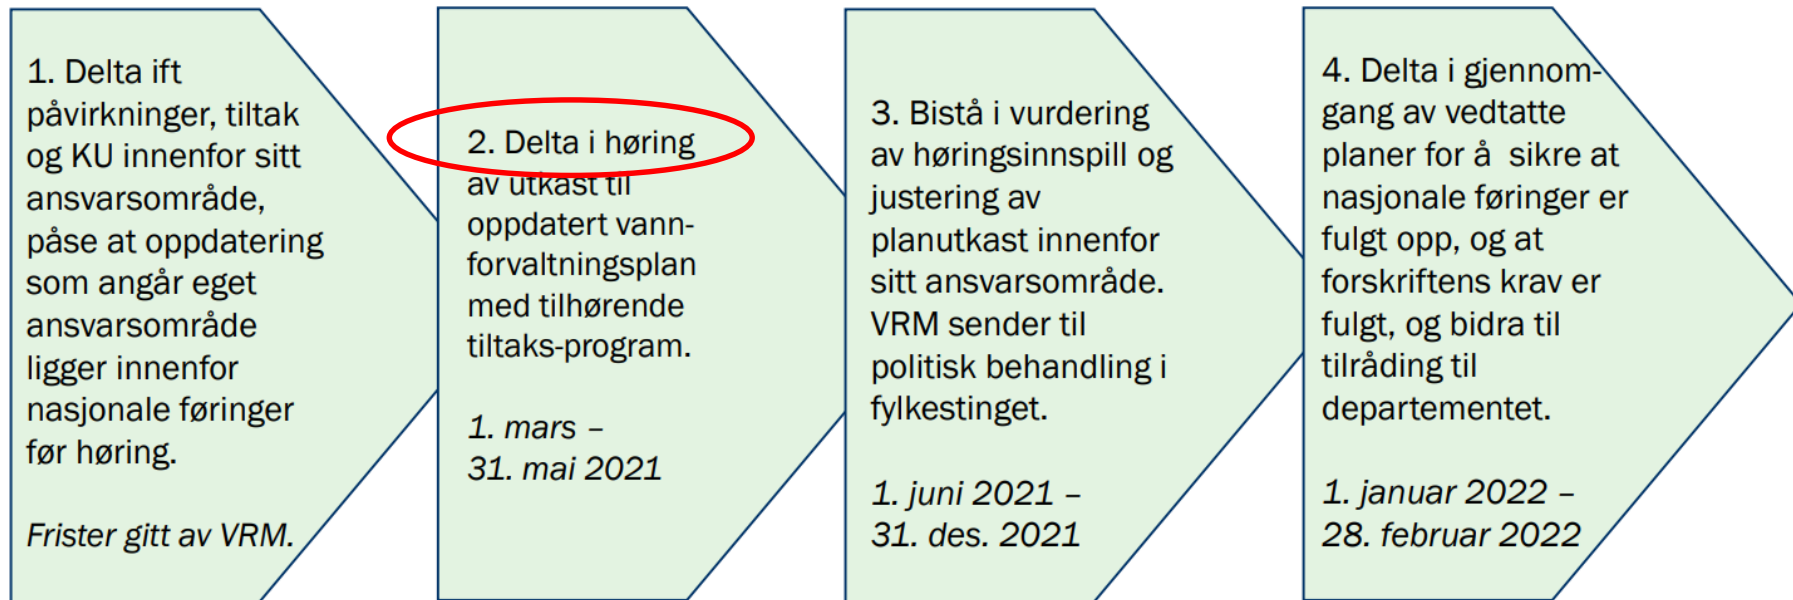 1. Delta ift
påvirkninger, tiltak
og KU innenfor sitt
ansvarsområde,
påse at oppdatering
som angår eget
ansvarsområde
ligger innenfor
nasjonale føringer
før høring.
Frister gitt av VRM.
2. Delta i høring
av utkast til
oppdatert vann-
forvaltningsplan
med tilhørende
tiltaks-program.
1. mars –
31. mai 2021
3. Bistå i vurdering
av høringsinnspill og
justering av
planutkast innenfor
sitt ansvarsområde.
VRM sender til
politisk behandling i
fylkestinget.
1. juni 2021 –
31. des. 2021
4. Delta i gjennom-
gang av vedtatte
planer for å  sikre at
nasjonale føringer er
fulgt opp, og at
forskriftens krav er
fulgt, og bidra til
tilråding til
departementet.
1. januar 2022 –
28. februar 2022